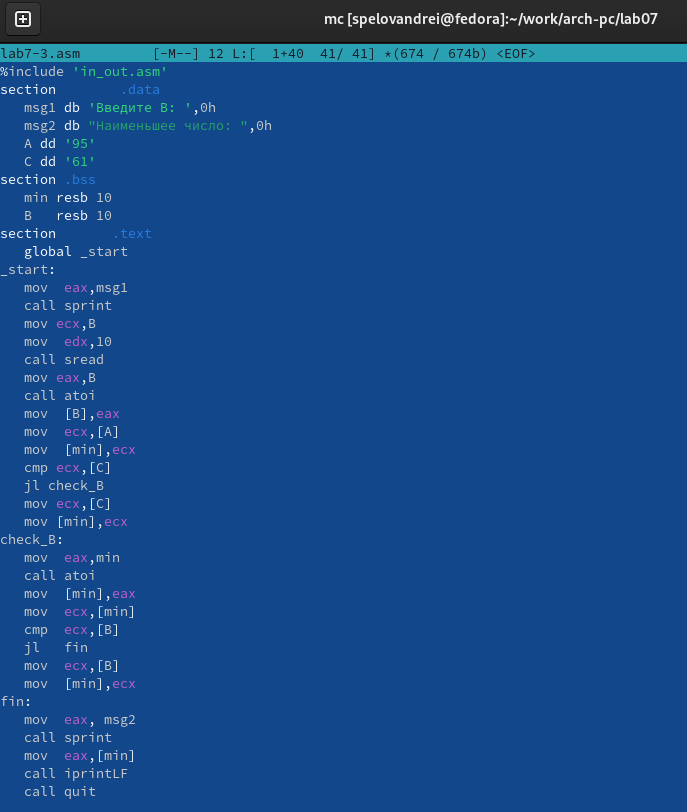 mc [spelovandrei@fedora]:~/work/arch-pc/lab07
lab7-3.asm         [-M--] 12 L:[  1+40  41/ 41] *(674 / 674b) <EOF>
%include 'in_out.asm'
section        .data
   msg1 db 'Введите B: ',0h
   msg2 db "Наименьшее число: ",0h
   A dd '95'
   C dd '61'
section .bss
   min resb 10
   B   resb 10
section       .text
   global _start
_start:
   mov  eax,msg1
   call sprint
   mov ecx,B
   mov  edx,10
   call sread
   mov eax,B
   call atoi
   mov  [B],eax
   mov  ecx,[A]
   mov  [min],ecx
   cmp ecx,[C]
   jl check_B
   mov ecx,[C]
   mov [min],ecx
check_B:
   mov  eax,min
   call atoi
   mov  [min],eax
   mov  ecx,[min]
   cmp  ecx,[B]
   jl   fin
   mov  ecx,[B]
   mov  [min],ecx
fin:
   mov  eax, msg2
   call sprint
   mov  eax,[min]
   call iprintLF
   call quit